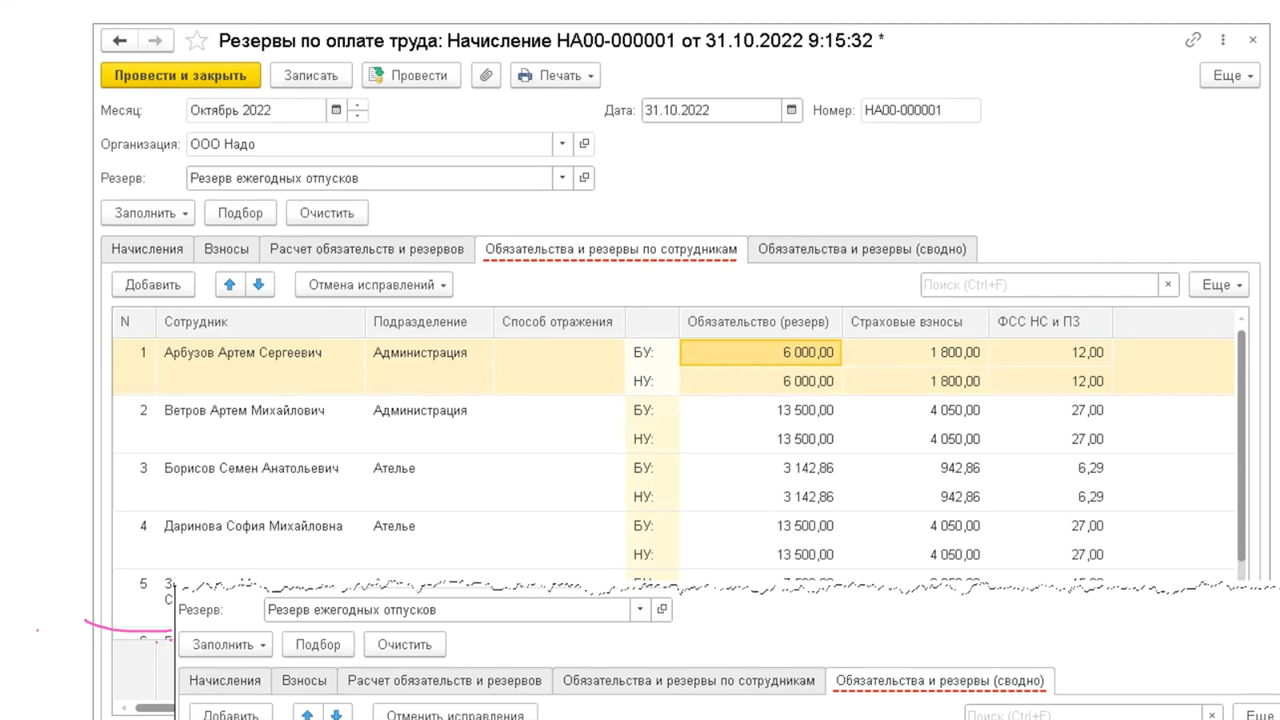 Резервы по оплате труда: Начисление НА00-000001 от 31.10.2022 9:15:32 *
Провести и закрыть Записать Провести Печать Еще
Месяц: Октябрь 2022 Дата: 31.10.2022 Номер: НА00-000001
Организация: ООО Надо
Резерв: Резерв ежегодных отпусков
Заполнить Подбор Очистить
Начисления Взносы Расчет обязательств и резервов Обязательства и резервы по сотрудникам Обязательства и резервы (сводно)
Добавить Отмена исправлений Поиск (Ctrl+F) × Еще
N Сотрудник Подразделение Способ отражения Обязательство (резерв) Страховые взносы ФСС НС и ПЗ
1 Арбузов Артем Сергеевич Администрация БУ: 6 000,00 1 800,00 12,00
НУ: 6 000,00 1 800,00 12,00
2 Ветров Артем Михайлович Администрация БУ: 13 500,00 4 050,00 27,00
НУ: 13 500,00 4 050,00 27,00
3 Борисов Семен Анатольевич Ателье БУ: 3 142,86 942,86 6,29
НУ: 3 142,86 942,86 6,29
4 Даринова София Михайловна Ателье БУ: 13 500,00 4 050,00 27,00
НУ: 13 500,00 4 050,00 27,00
5
Резерв: Резерв ежегодных отпусков
Заполнить Подбор Очистить
Начисления Взносы Расчет обязательств и резервов Обязательства и резервы по сотрудникам Обязательства и резервы (сводно)
Добавить Отменить исправления Поиск (Ctrl+F) × Еще